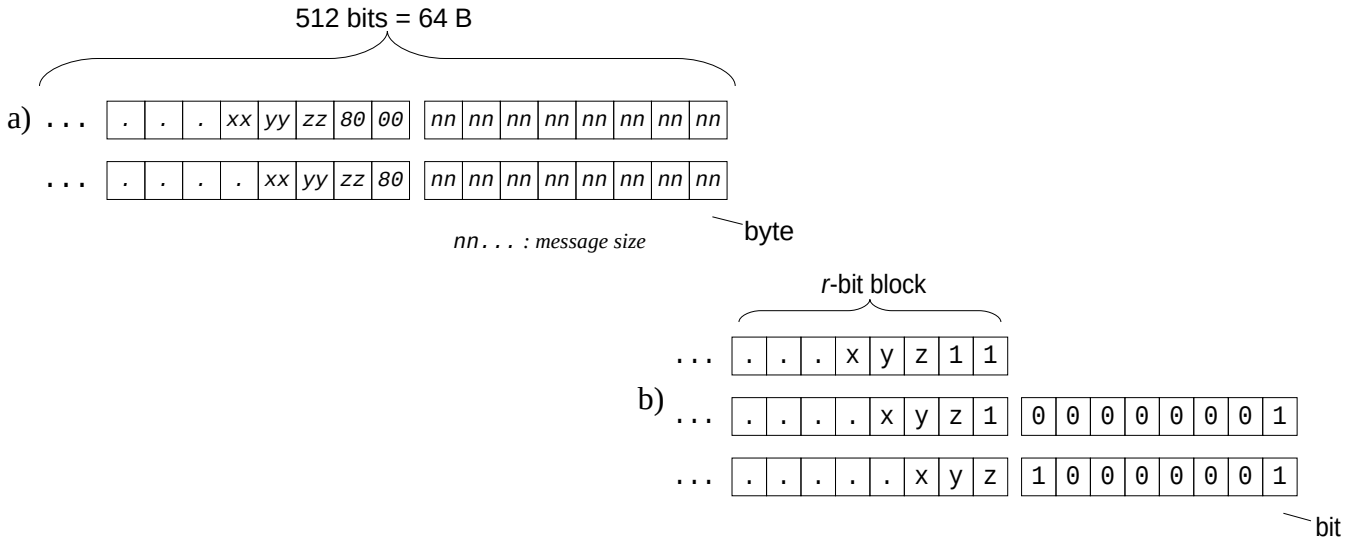 512 bits = 64 B
a) ... . . . xx yy zz 80 00 nn nn nn nn nn nn nn nn
... . . . . xx yy zz 80 nn nn nn nn nn nn nn nn
byte
nn... : message size
r-bit block
... . . . x y z 1 1
b)
... . . . . x y z 1 0 0 0 0 0 0 0 1
... . . . . . x y z 1 0 0 0 0 0 0 1
bit